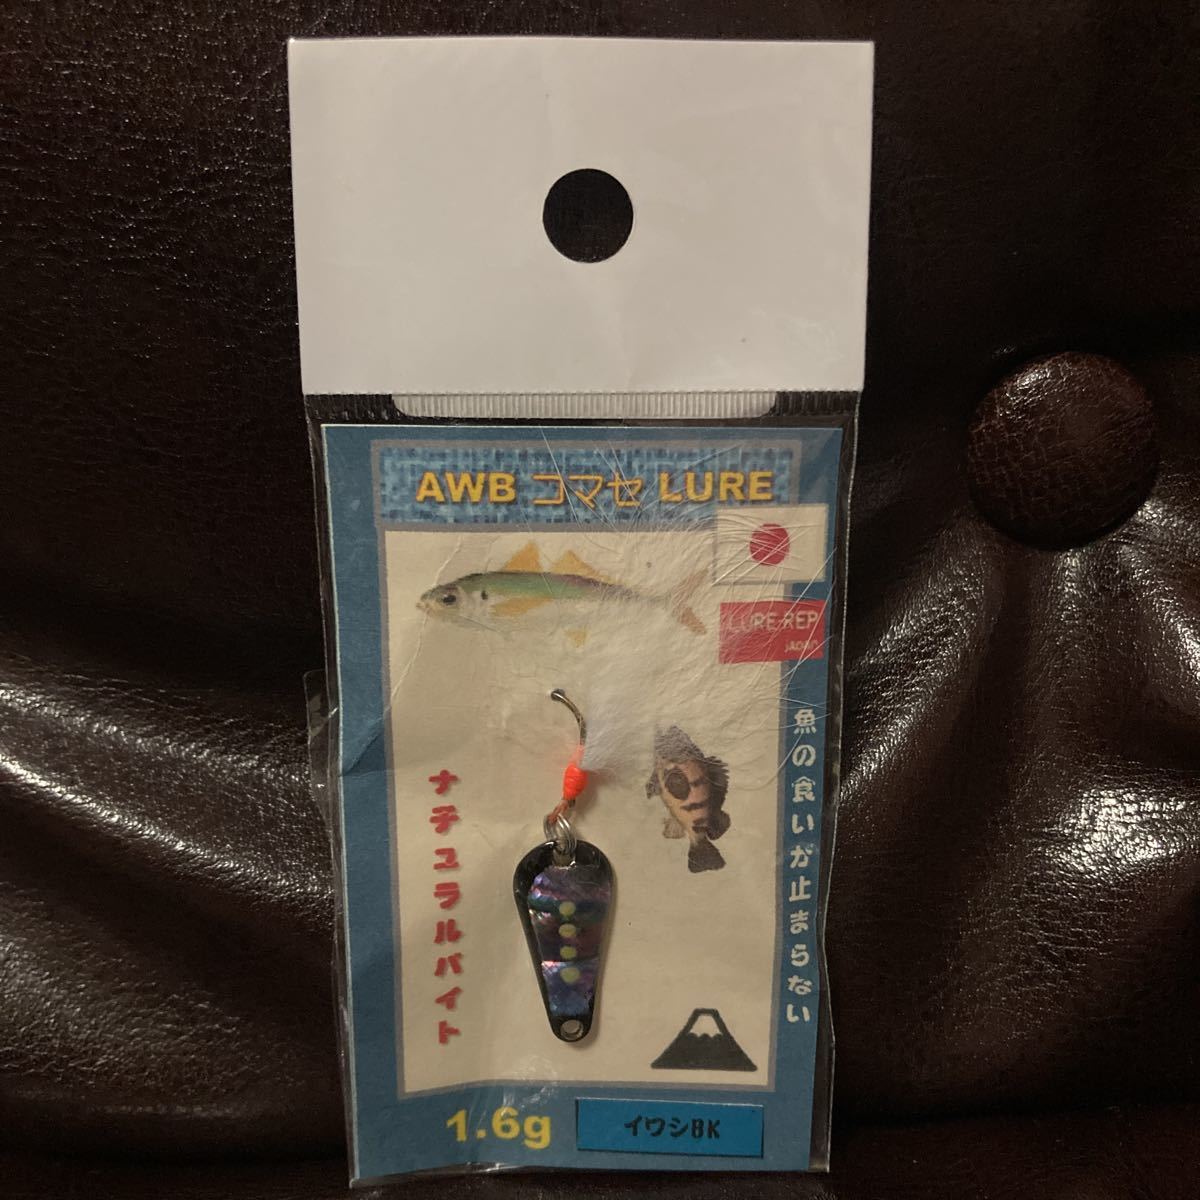 AWB コマセ LURE
LURE-REP
JAPAN
魚の食いが止まらない
ナチュラルバイト
1.6g
イワシBK